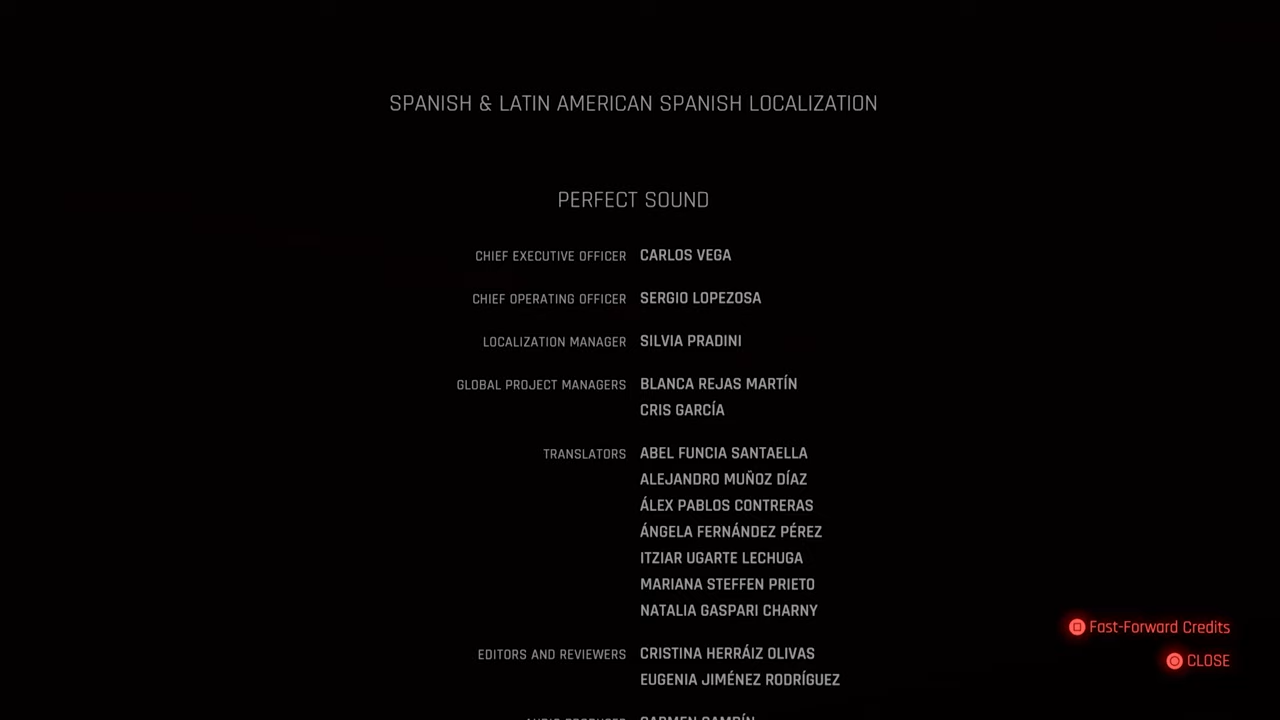 SPANISH & LATIN AMERICAN SPANISH LOCALIZATION
PERFECT SOUND
CHIEF EXECUTIVE OFFICER CARLOS VEGA
CHIEF OPERATING OFFICER SERGIO LOPEZOSA
LOCALIZATION MANAGER SILVIA PRADINI
GLOBAL PROJECT MANAGERS BLANCA REJAS MARTÍN
CRIS GARCÍA
TRANSLATORS ABEL FUNCIA SANTAELLA
ALEJANDRO MUÑOZ DÍAZ
ÁLEX PABLOS CONTRERAS
ÁNGELA FERNÁNDEZ PÉREZ
ITZIAR UGARTE LECHUGA
MARIANA STEFFEN PRIETO
NATALIA GASPARI CHARNY
Fast-Forward Credits
EDITORS AND REVIEWERS CRISTINA HERRÁIZ OLIVAS
CLOSE
EUGENIA JIMÉNEZ RODRÍGUEZ